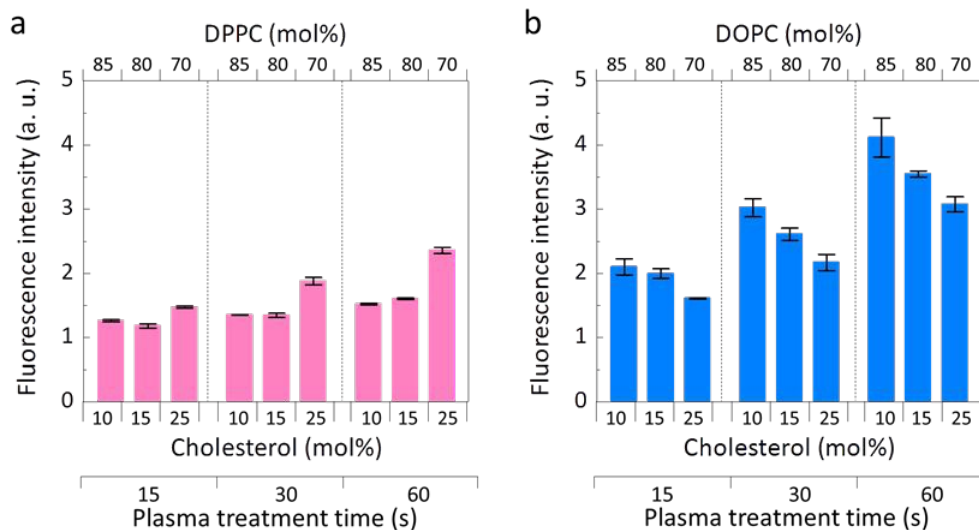 a
DPPC (mol%)
85 80 70 85 80 70 85 80 70
5
4
3
2
1
0
Fluorescence intensity (a. u.)
10 15 25 10 15 25 10 15 25
Cholesterol (mol%)
15 30 60
Plasma treatment time (s)
b
DOPC (mol%)
85 80 70 85 80 70 85 80 70
5
4
3
2
1
0
Fluorescence intensity (a. u.)
10 15 25 10 15 25 10 15 25
Cholesterol (mol%)
15 30 60
Plasma treatment time (s)